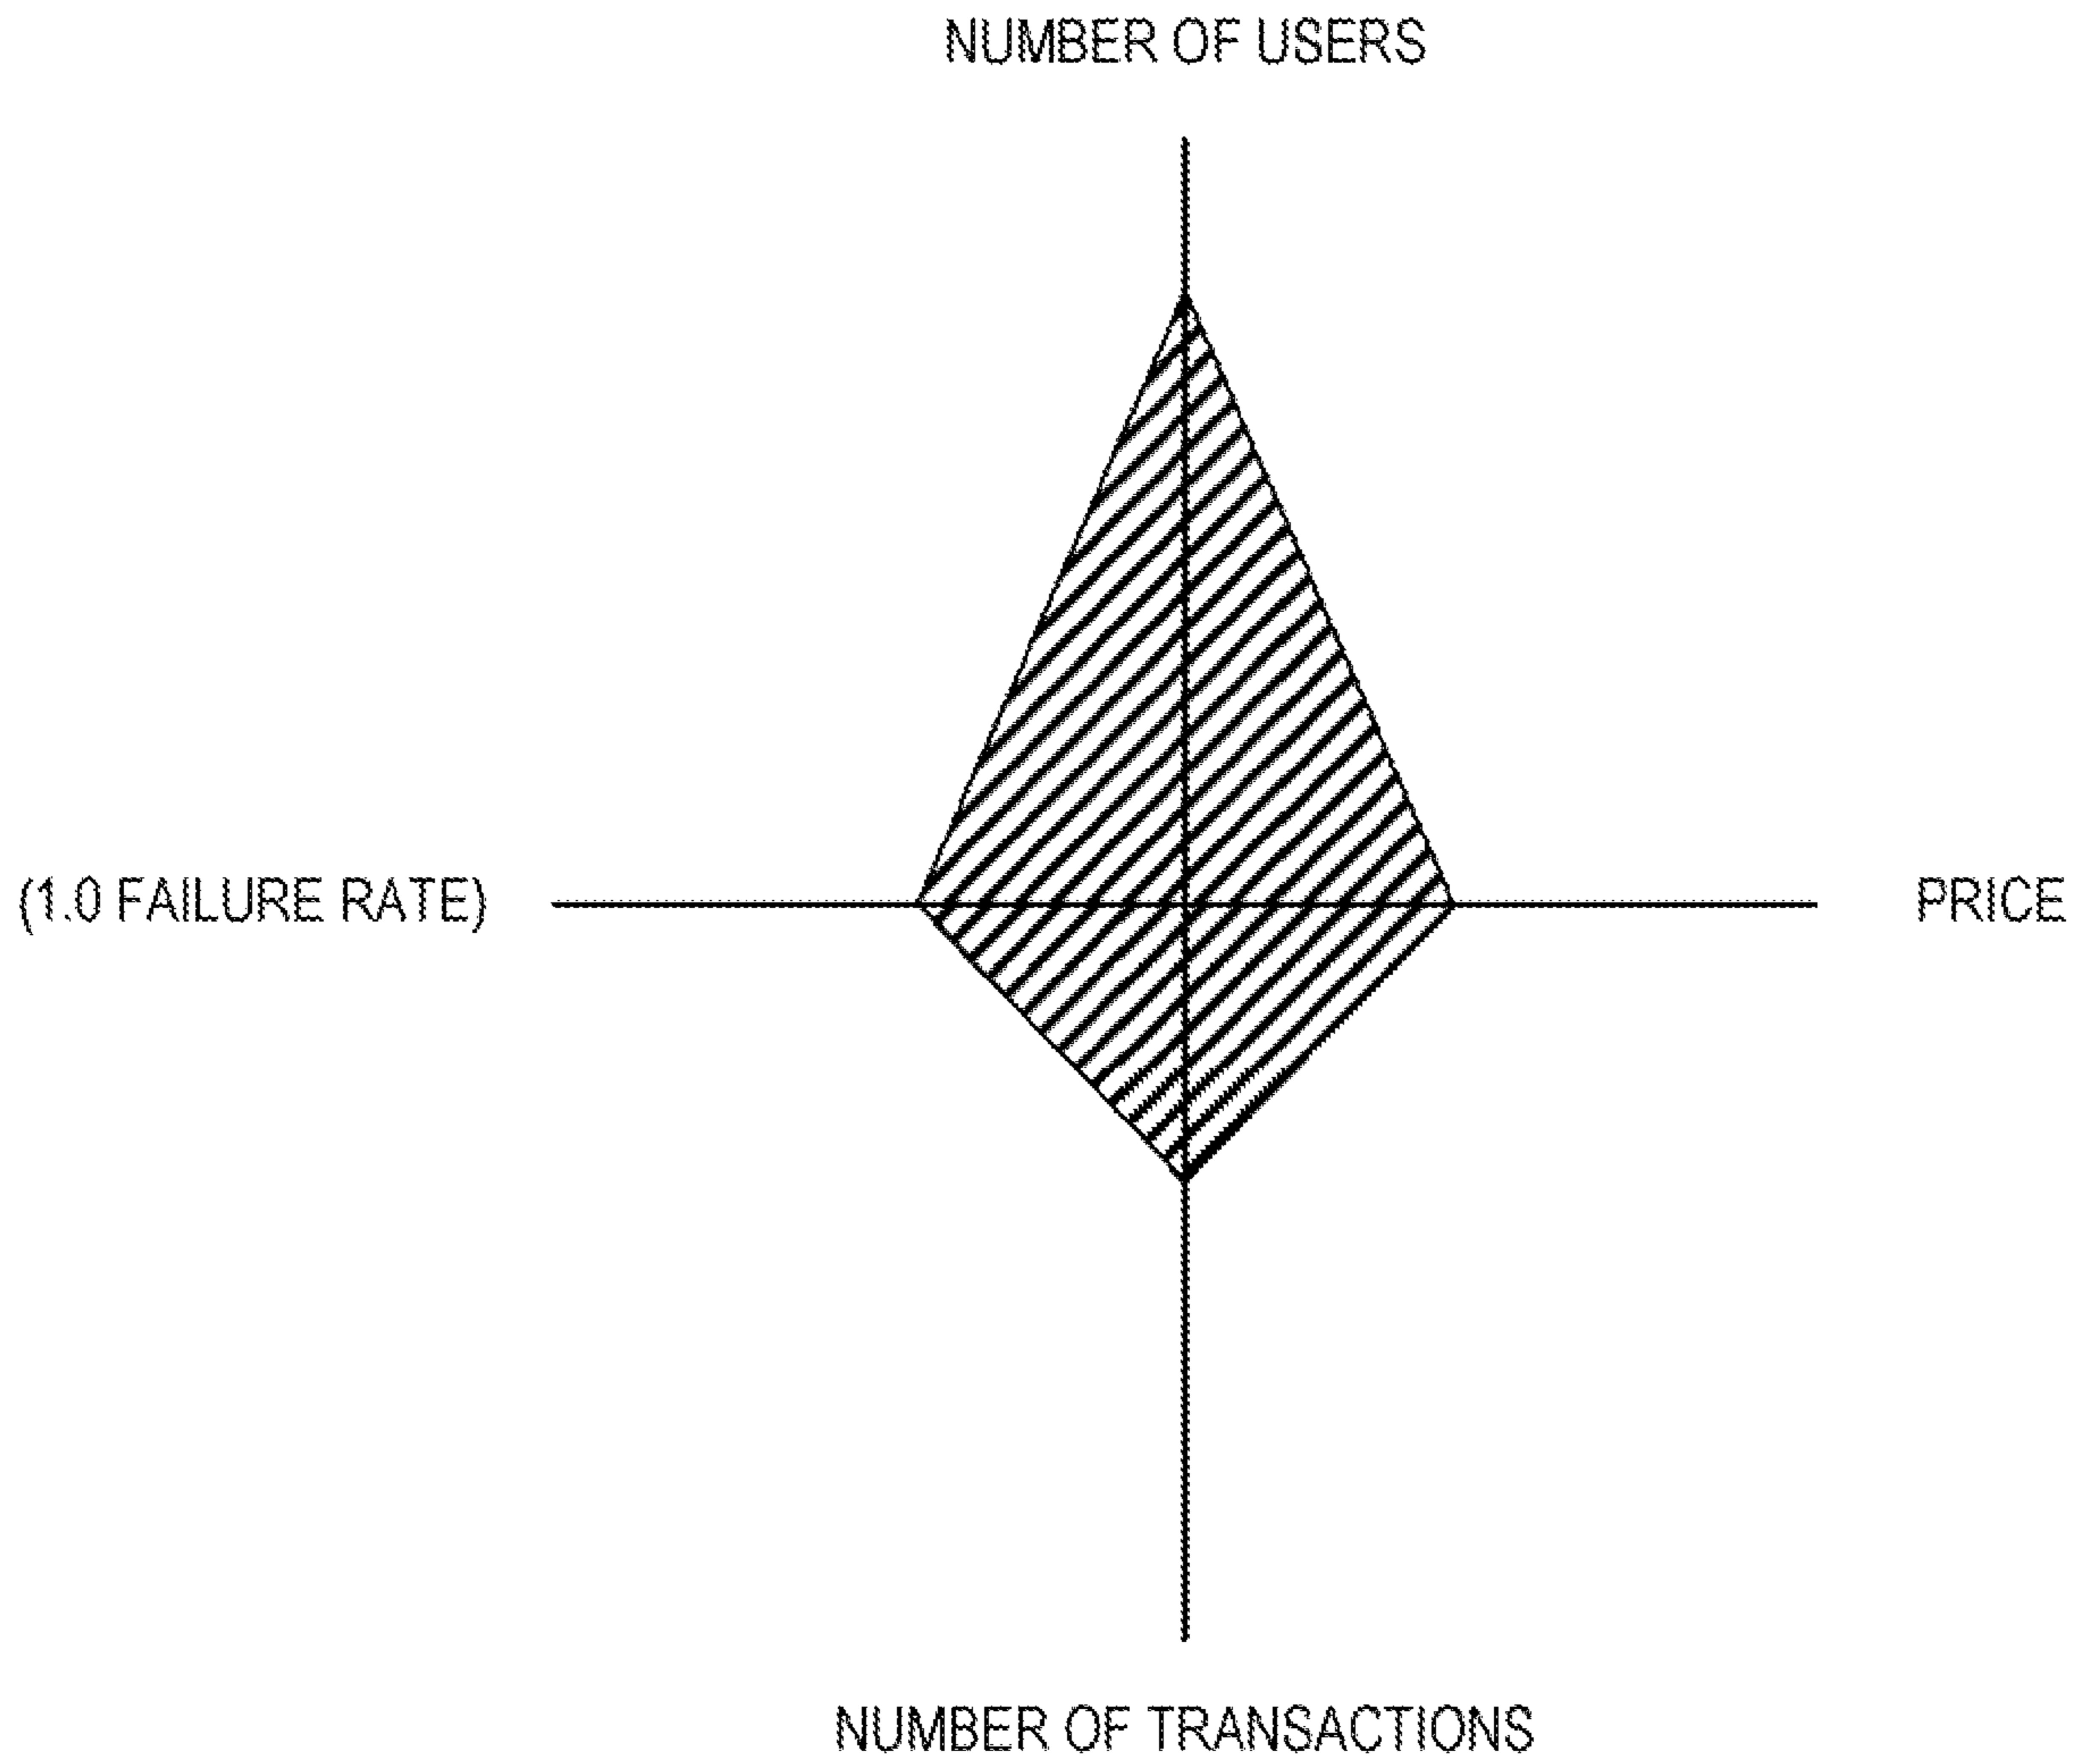 NUMBER OF USERS
(1.0 FAILURE RATE)
PRICE
NUMBER OF TRANSACTIONS